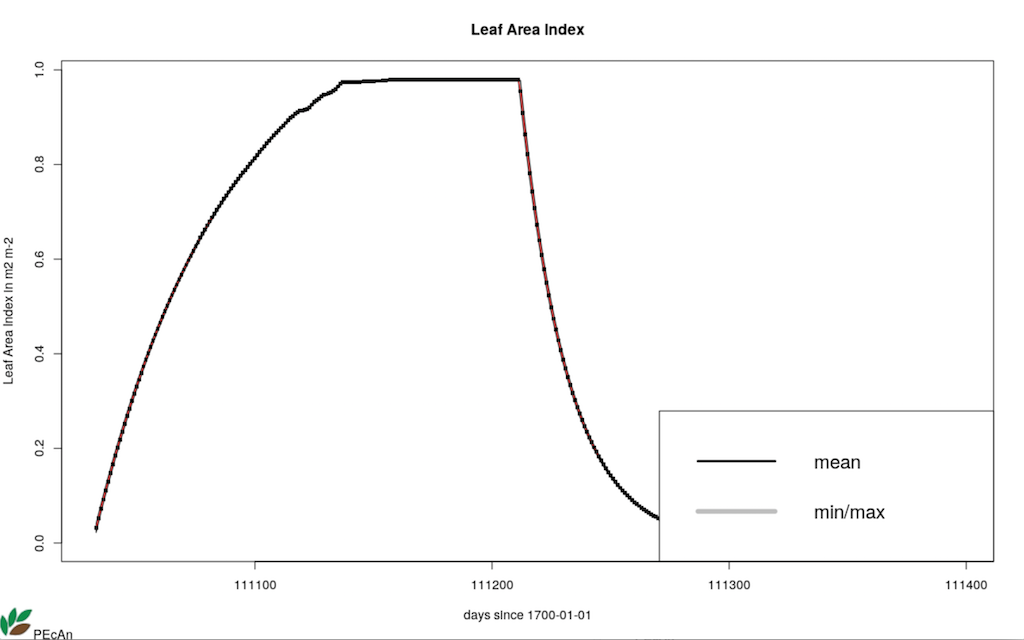 Leaf Area Index
Leaf Area Index in m2 m-2
1.0
0.8
0.6
0.4
0.2
0.0
mean
min/max
111100 111200 111300 111400
days since 1700-01-01
PEcAn